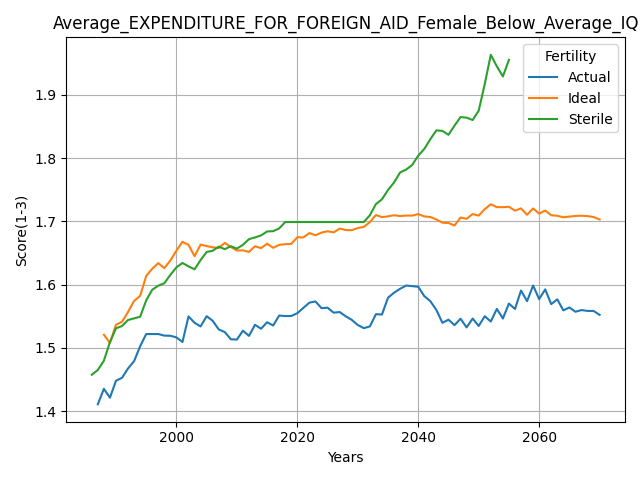 Average_EXPENDITURE_FOR_FOREIGN_AID_Female_Below_Average_IQ
Fertility
Actual
Ideal
Sterile
Score(1-3)
1.9
1.8
1.7
1.6
1.5
1.4
2000
2020
2040
2060
Years